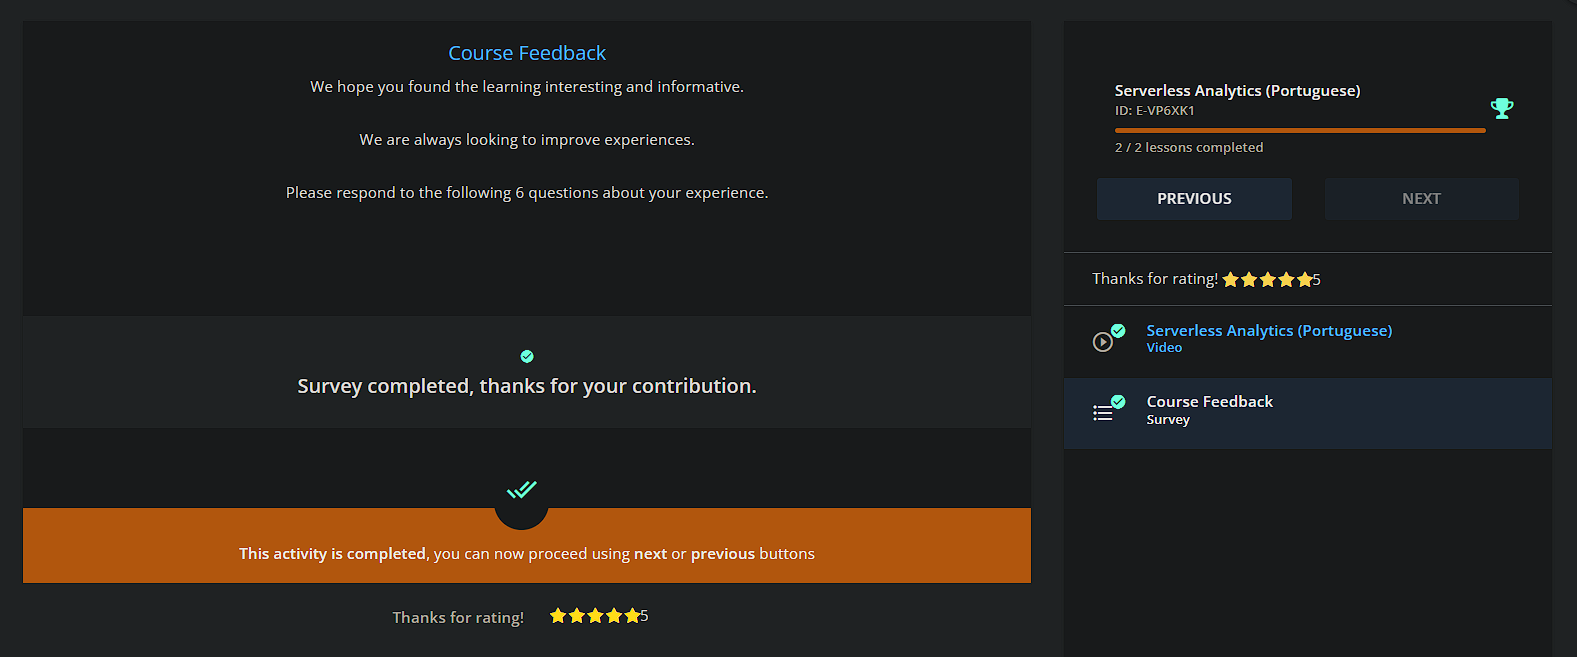 Course Feedback
We hope you found the learning interesting and informative.
We are always looking to improve experiences.
Please respond to the following 6 questions about your experience.
Survey completed, thanks for your contribution.
This activity is completed, you can now proceed using next or previous buttons
Thanks for rating! 5
Serverless Analytics (Portuguese)
ID: E-VP6XK1
2 / 2 lessons completed
PREVIOUS NEXT
Thanks for rating! 5
Serverless Analytics (Portuguese)
Video
Course Feedback
Survey